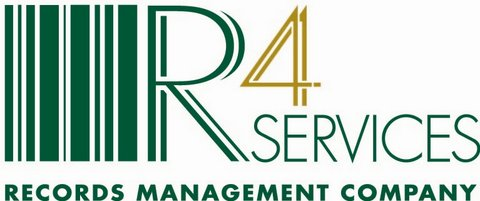 R4
SERVICES
RECORDS MANAGEMENT COMPANY